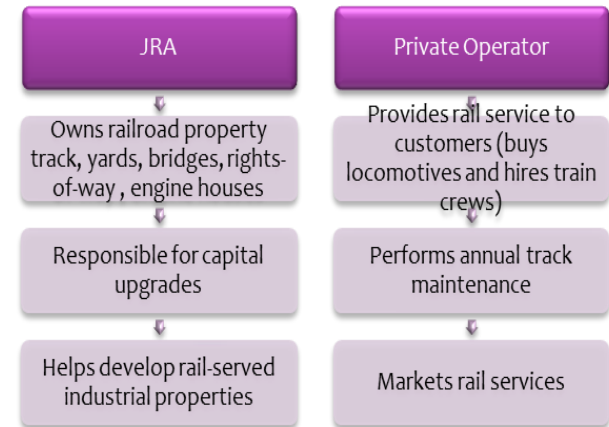 JRA
Owns railroad property
track, yards, bridges, rights-
of-way , engine houses
Responsible for capital
upgrades
Helps develop rail-served
industrial properties
Private Operator
Provides rail service to
customers (buys
locomotives and hires train
crews)
Performs annual track
maintenance
Markets rail services